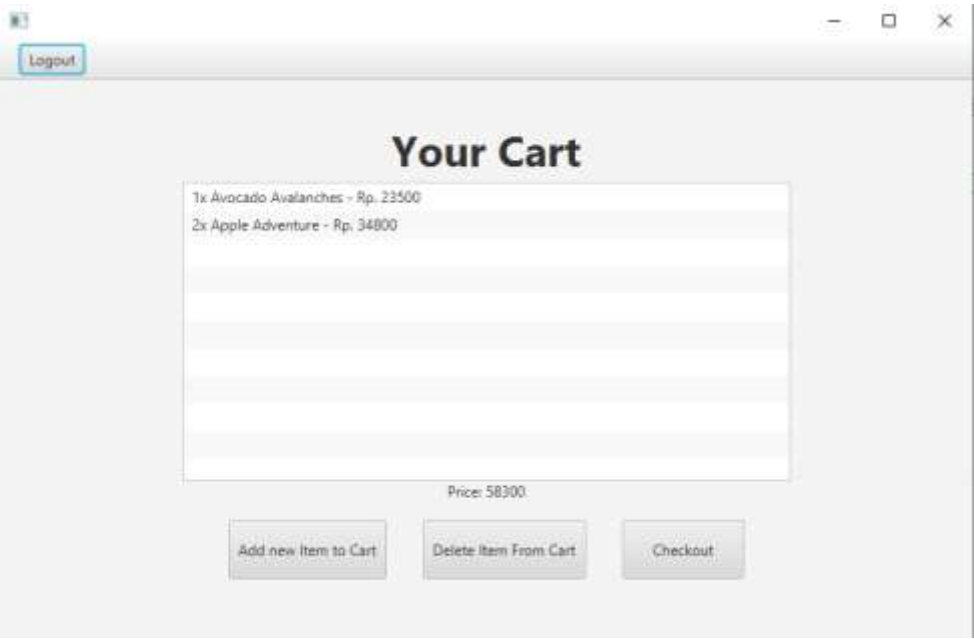 Logout
Your Cart
1x Avocado Avalanches - Rp. 23500
2x Apple Adventure - Rp. 34800
Price: 58300
Add new Item to Cart
Delete Item From Cart
Checkout